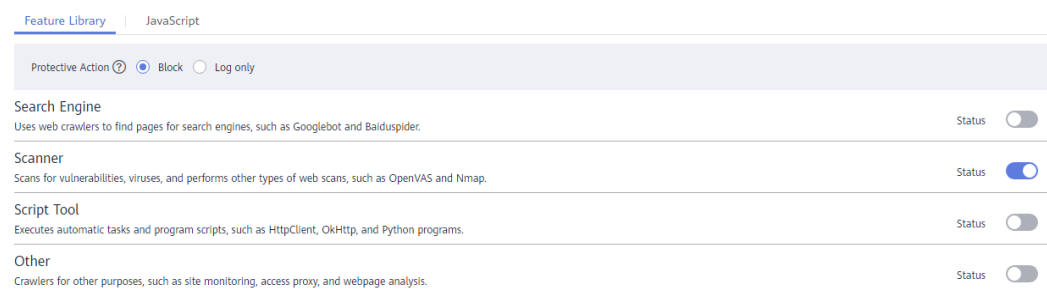 Feature Library JavaScript
Protective Action ? Block Log only
Search Engine
Uses web crawlers to find pages for search engines, such as Googlebot and Baiduspider.
Status
Scanner
Scans for vulnerabilities, viruses, and performs other types of web scans, such as OpenVAS and Nmap.
Status
Script Tool
Executes automatic tasks and program scripts, such as HttpClient, OkHttp, and Python programs.
Status
Other
Crawlers for other purposes, such as site monitoring, access proxy, and webpage analysis.
Status